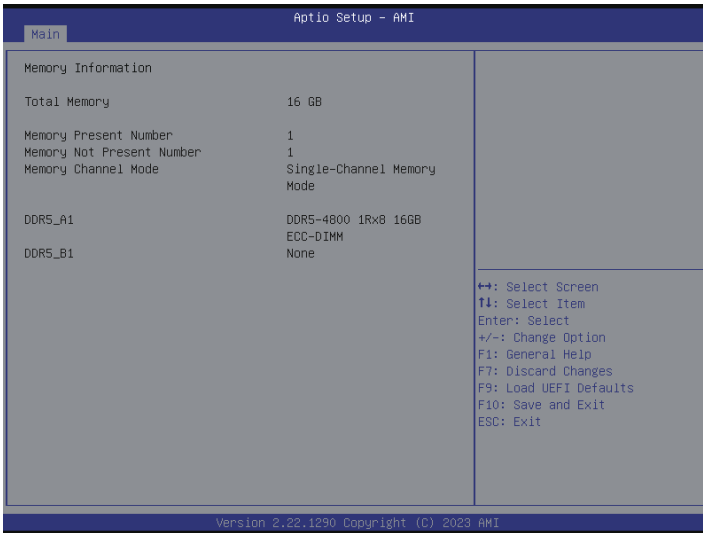 Aptio Setup - AMI
Main
Memory Information
Total Memory 16 GB
Memory Present Number 1
Memory Not Present Number 1
Memory Channel Mode Single-Channel Memory
Mode
DDR5_A1 DDR5-4800 1Rx8 16GB
ECC-DIMM
DDR5_B1 None
↔: Select Screen
↑↓: Select Item
Enter: Select
+/-: Change Option
F1: General Help
F7: Discard Changes
F9: Load UEFI Defaults
F10: Save and Exit
ESC: Exit
Version 2.22.1290 Copyright (C) 2023 AMI